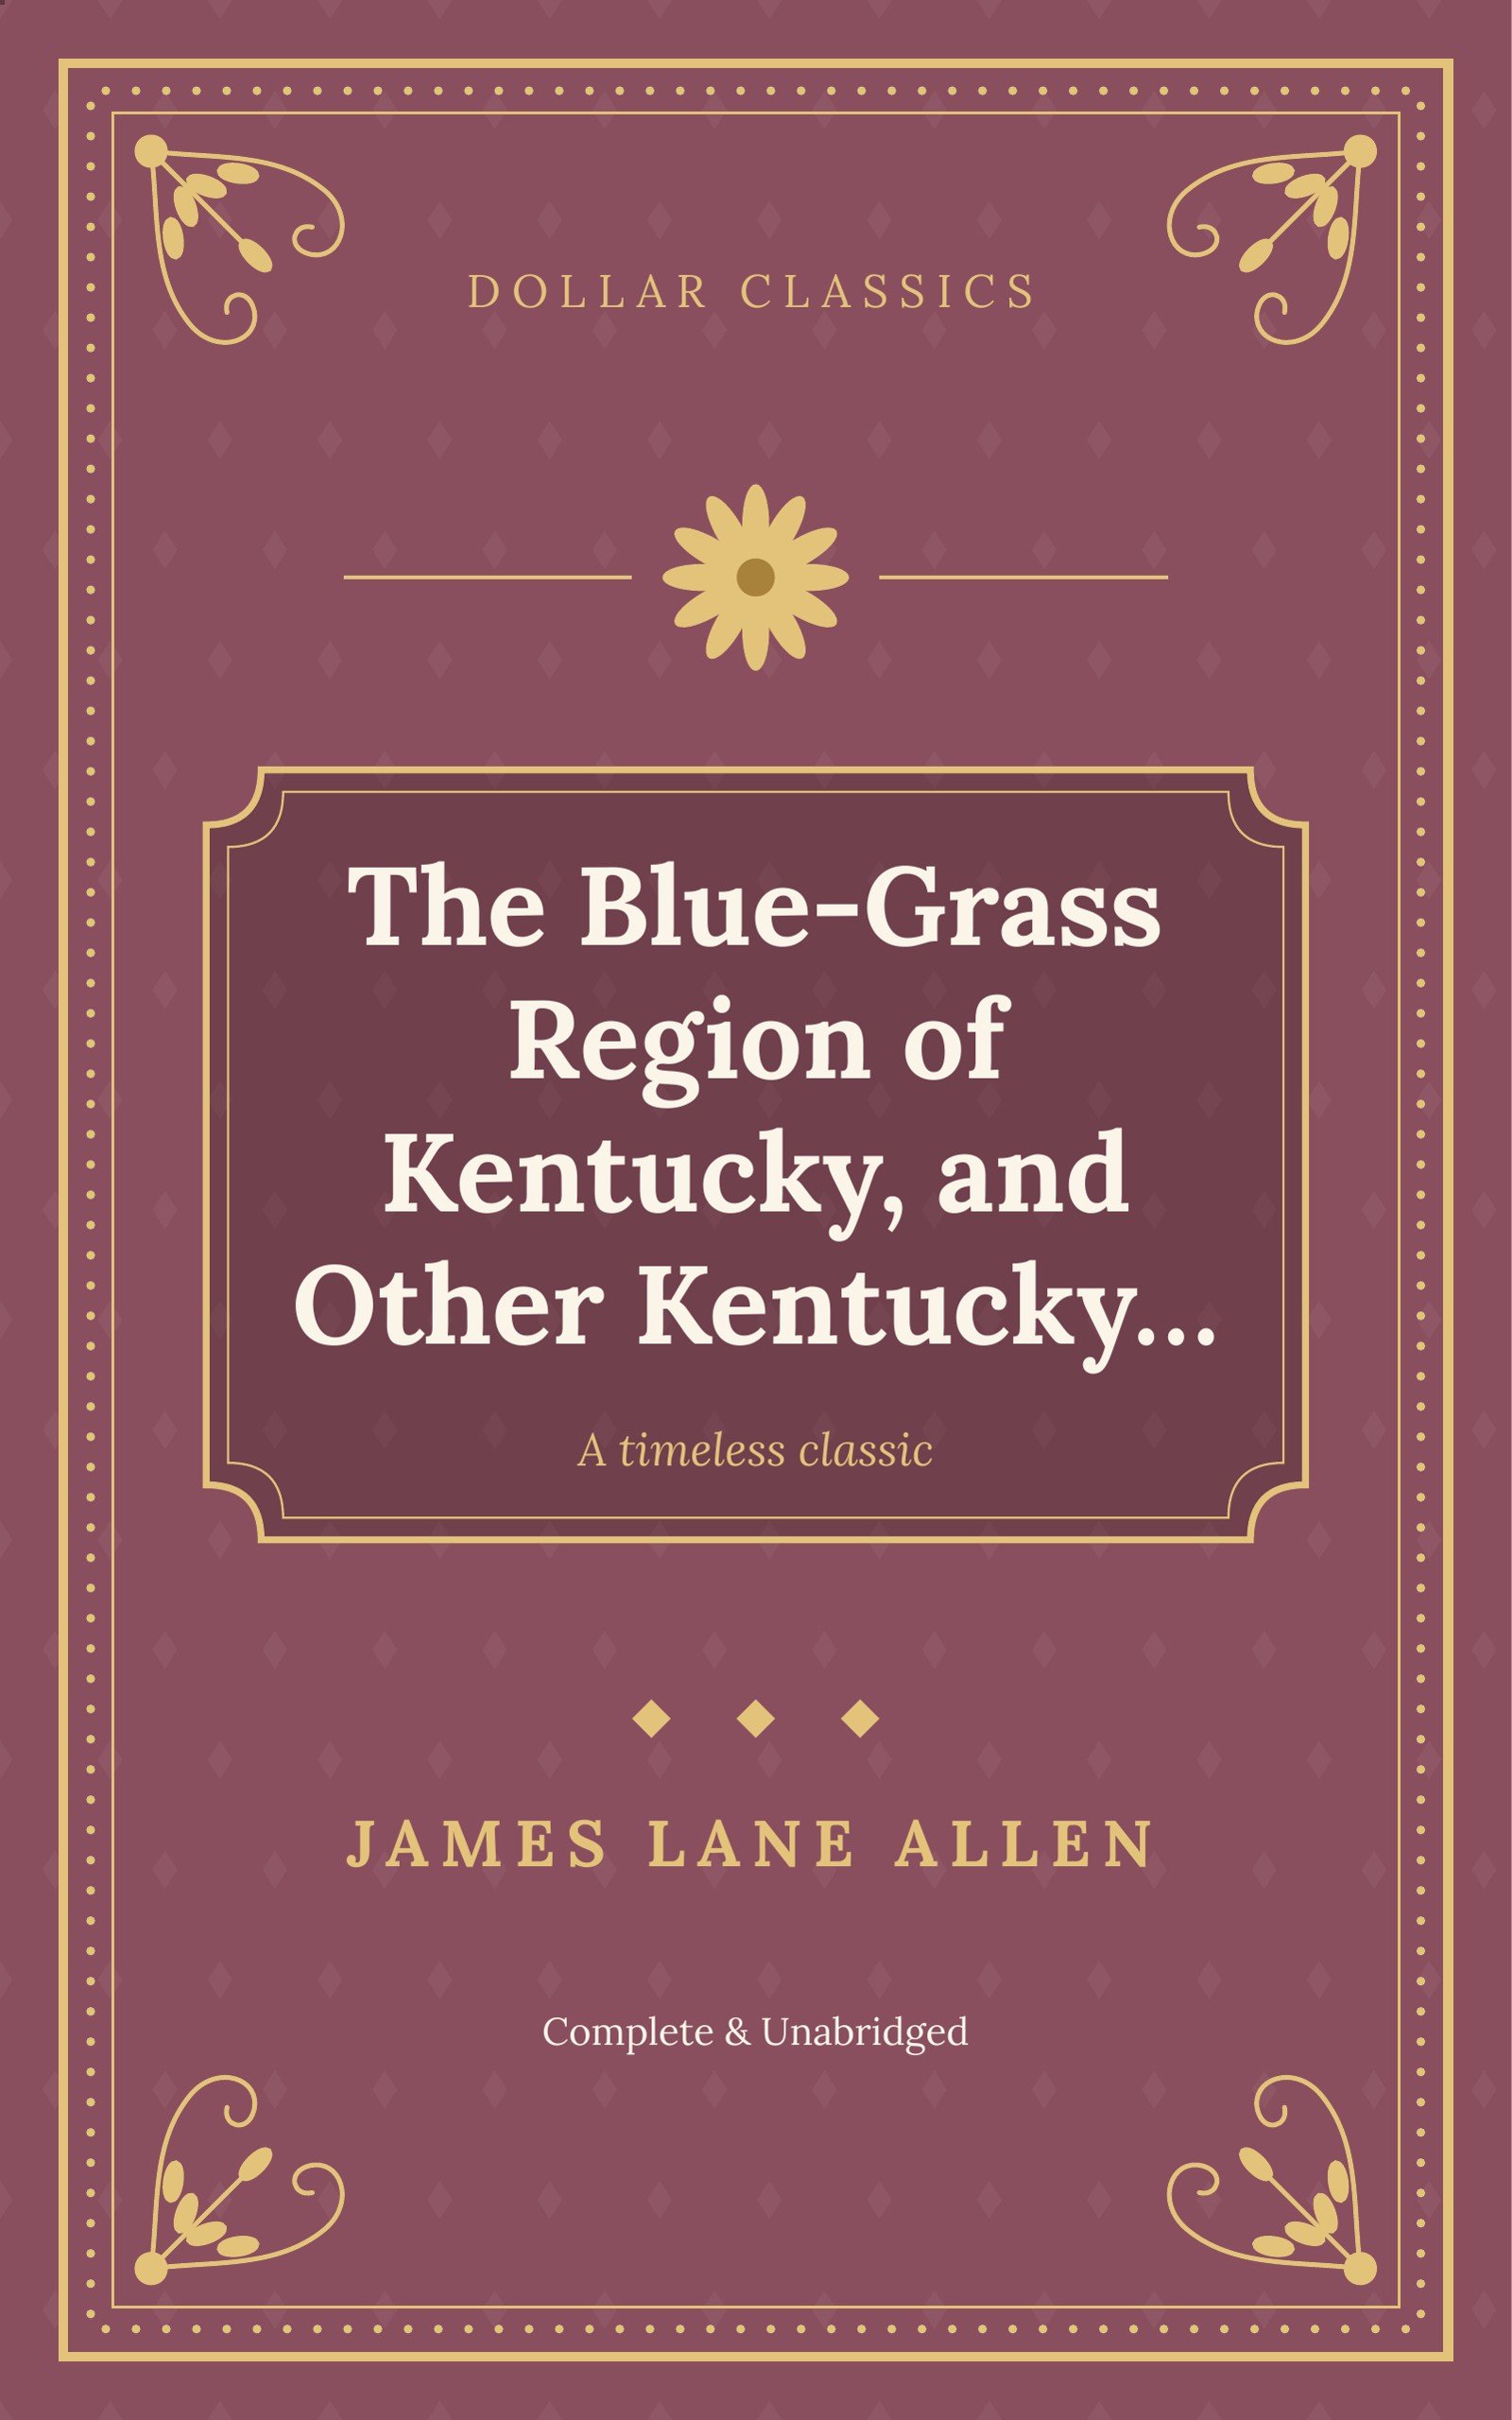 DOLLAR CLASSICS
The Blue-Grass
Region of
Kentucky, and
Other Kentucky...
A timeless classic
JAMES LANE ALLEN
Complete & Unabridged